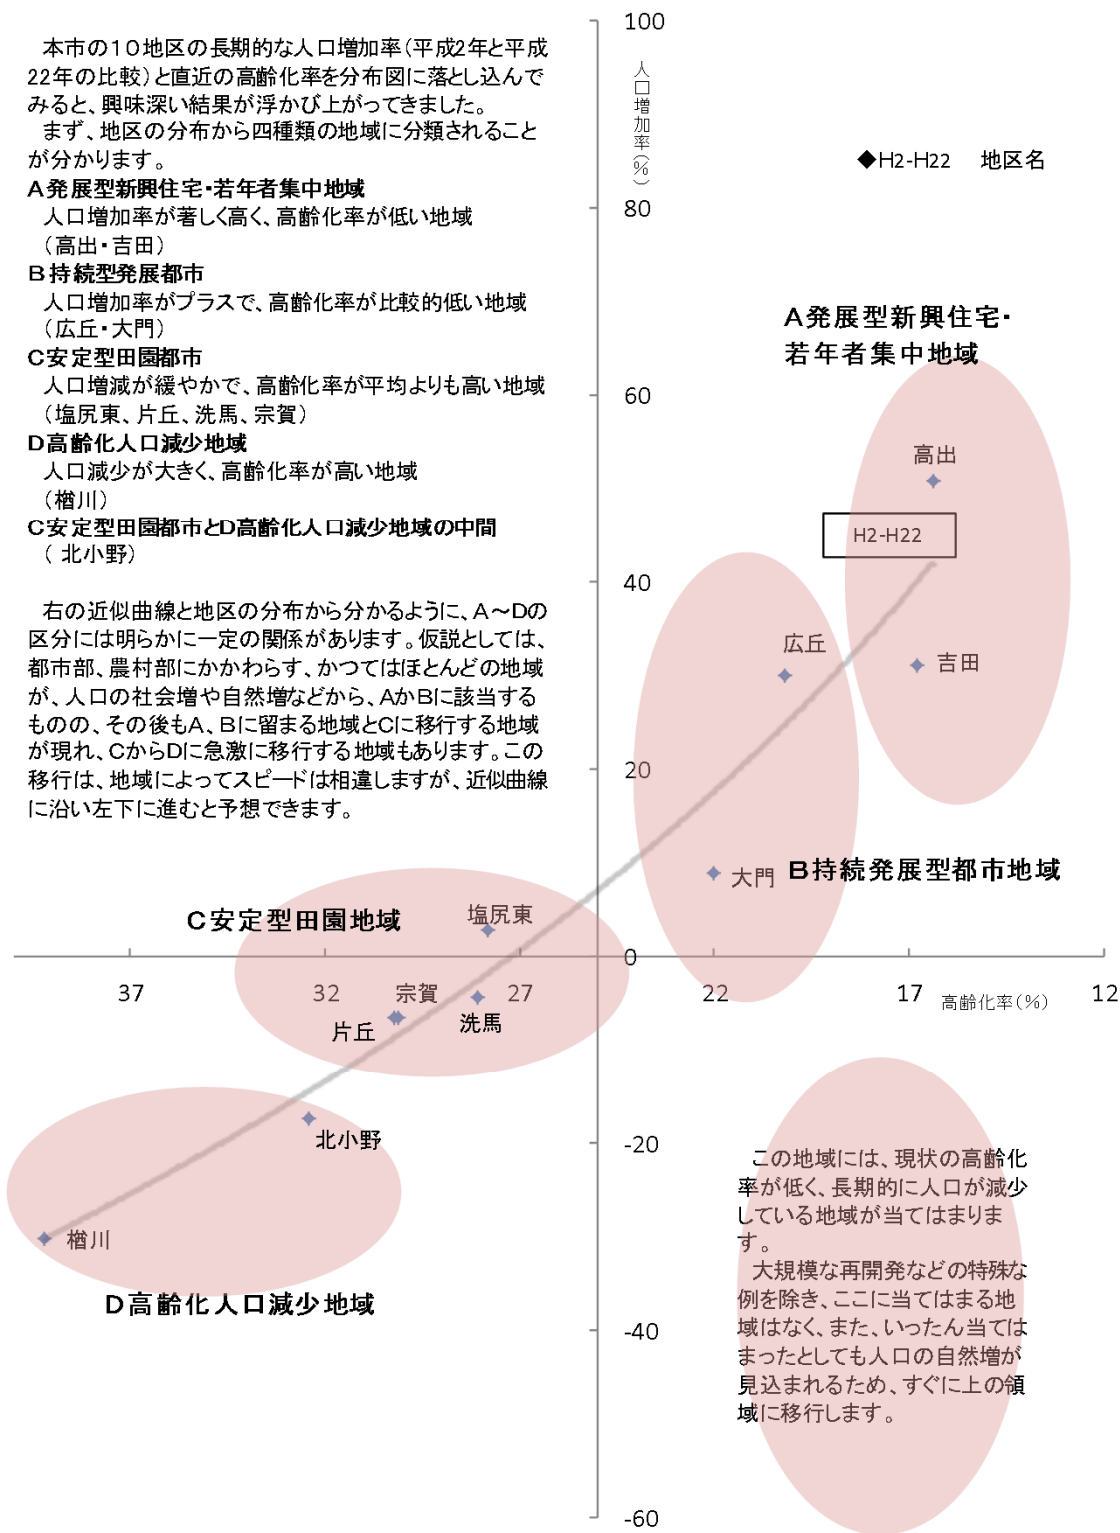 本市の１０地区の長期的な人口増加率（平成２年と平成
22年の比較）と直近の高齢化率を分布図に落とし込んで
みると、興味深い結果が浮かび上がってきました。
まず、地区の分布から四種類の地域に分類されること
が分かります。
Ａ発展型新興住宅・若年者集中地域
人口増加率が著しく高く、高齢化率が低い地域
（高出・吉田）
Ｂ持続型発展都市
人口増加率がプラスで、高齢化率が比較的低い地域
（広丘・大門）
Ｃ安定型田園都市
人口増減が緩やかで、高齢化率が平均よりも高い地域
（塩尻東、片丘、洗馬、宗賀）
Ｄ高齢化人口減少地域
人口減少が大きく、高齢化率が高い地域
（楢川）
Ｃ安定型田園都市とＤ高齢化人口減少地域の中間
（ 北小野）
右の近似曲線と地区の分布から分かるように、Ａ～Ｄの
区分には明らかに一定の関係があります。仮説としては、
都市部、農村部にかかわらす、かつてはほとんどの地域
が、人口の社会増や自然増などから、ＡかＢに該当する
ものの、その後もＡ、Ｂに留まる地域とＣに移行する地域
が現れ、ＣからＤに急激に移行する地域もあります。この
移行は、地域によってスピードは相違しますが、近似曲線
に沿い左下に進むと予想できます。
100
人口増加率（％）
◆H2-H22 地区名
80
Ａ発展型新興住宅・
若年者集中地域
60
高出
H2-H22
40
広丘
吉田
20
大門
Ｂ持続発展型都市地域
Ｃ安定型田園地域
塩尻東
0
37
32
宗賀
27
22
17
高齢化率（％）
12
片丘
洗馬
-20
北小野
楢川
Ｄ高齢化人口減少地域
この地域には、現状の高齢化
率が低く、長期的に人口が減少
している地域が当てはまりま
す。
大規模な再開発などの特殊な
例を除き、ここに当てはまる地
域はなく、また、いったん当ては
まったとしても人口の自然増が
見込まれるため、すぐに上の領
域に移行します。
-40
-60